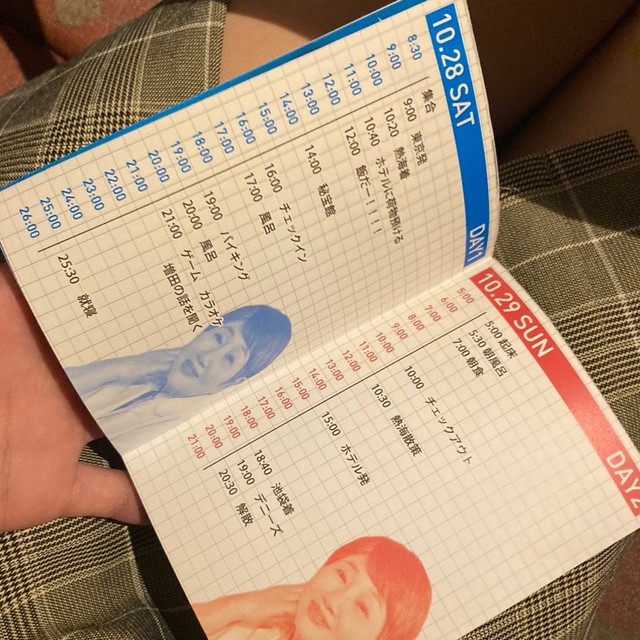 10.28 SAT
DAY1
8:30
9:00
10:00
11:00
12:00
13:00
14:00
15:00
16:00
17:00
18:00
19:00
20:00
21:00
22:00
23:00
24:00
25:00
26:00
集合
9:00 東京発
10:20 熱海着
10:40 ホテルに荷物預ける
12:00 飯だー!!!!
14:00 秘宝館
16:00 チェックイン
17:00 風呂
19:00 バイキング
20:00 風呂
21:00 ゲーム カラオケ
増田の話を聞く
25:30 就寝
10.29 SUN
DAY2
5:00
6:00
7:00
8:00
9:00
10:00
11:00
12:00
13:00
14:00
15:00
16:00
17:00
18:00
19:00
20:00
21:00
5:00 起床
5:30 朝風呂
7:00 朝食
10:00 チェックアウト
10:30 熱海散策
15:00 ホテル発
18:40 池袋着
19:00 デニーズ
20:30 解散